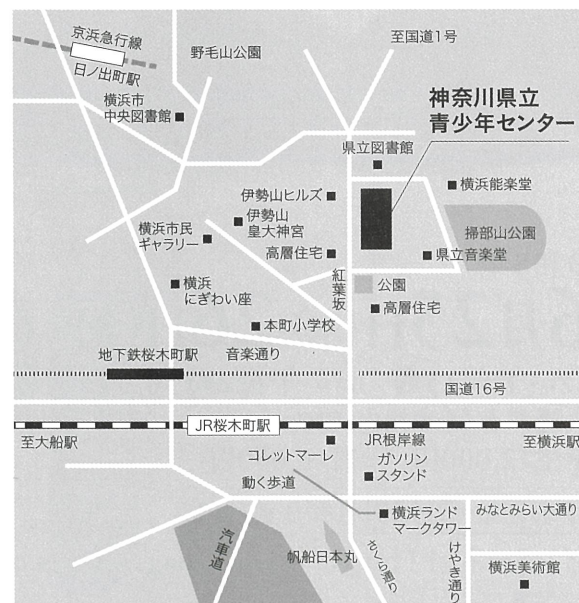 京浜急行線
日ノ出町駅
野毛山公園
至国道1号
横浜市
中央図書館
神奈川県立
青少年センター
県立図書館
横浜能楽堂
伊勢山ヒルズ
伊勢山
皇大神宮
掃部山公園
横浜市民
ギャラリー
高層住宅
県立音楽堂
紅葉坂
公園
横浜
にぎわい座
高層住宅
本町小学校
地下鉄桜木町駅
音楽通り
国道16号
JR桜木町駅
至大船駅
JR根岸線
至横浜駅
コレットマーレ
ガソリン
スタンド
動く歩道
横浜ランド
マークタワー
みなとみらい大通り
汽車道
帆船日本丸
さくら通り
けやき通り
横浜美術館